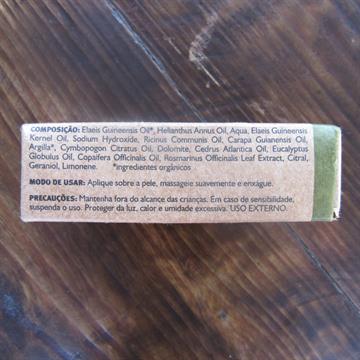 COMPOSIÇÃO: Elaeis Guineensis Oil*, Helianthus Annus Oil, Aqua, Elaeis Guineensis
Kernel Oil, Sodium Hydroxide, Ricinus Communis Oil, Carapa Guianensis Oil,
Argilla*, Cymbopogon Citratus Oil, Dolomite, Cedrus Atlantica Oil, Eucalyptus
Globulus Oil, Copaifera Officinalis Oil, Rosmarinus Officinalis Leaf Extract, Citral,
Geraniol, Limonene. *ingredientes orgânicos
MODO DE USAR: Aplique sobre a pele, massageie suavemente e enxágue.
PRECAUÇÕES: Mantenha fora do alcance das crianças. Em caso de sensibilidade,
suspenda o uso. Proteger da luz, calor e umidade excessiva. USO EXTERNO.